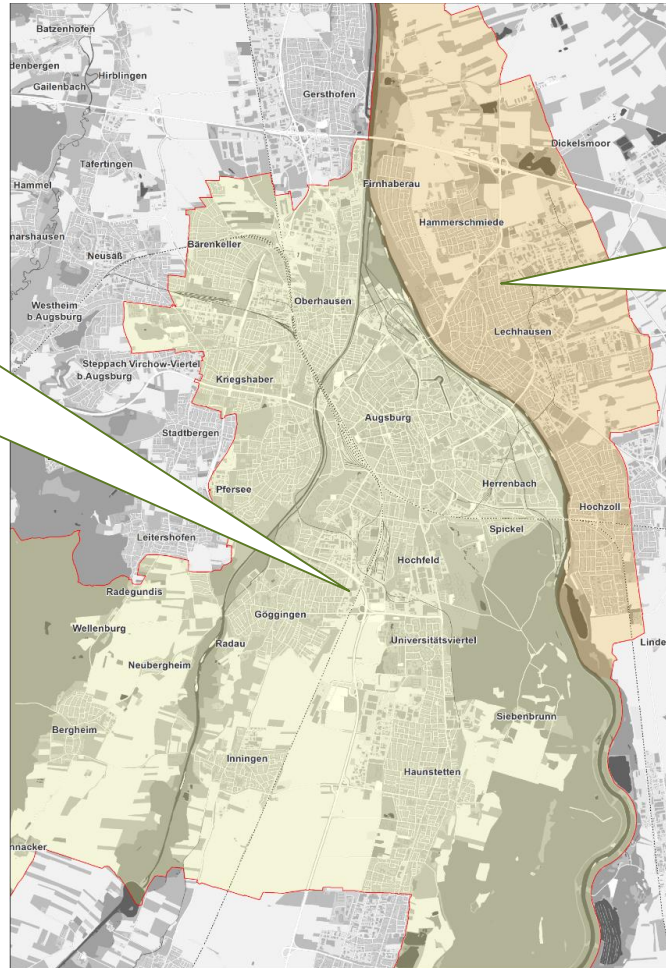 Batzenhofen
Hirblingen
Gailenbach
Gersthofen
Dickelsmoor
Täfertingen
Hammel
Firnhaberau
Hammerschmiede
Bärenkeller
Neusäß
Oberhausen
Westheim
b.Augsburg
Lechhausen
Steppach
b.Augsburg
Virchow-Viertel
Kriegshaber
Augsburg
Stadtbergen
Pfersee
Herrenbach
Hochzoll
Spickel
Leitershofen
Hochfeld
Radegundis
Göggingen
Wellenburg
Radau
Universitätsviertel
Neubergheim
Siebenbrunn
Bergheim
Inningen
Haunstetten